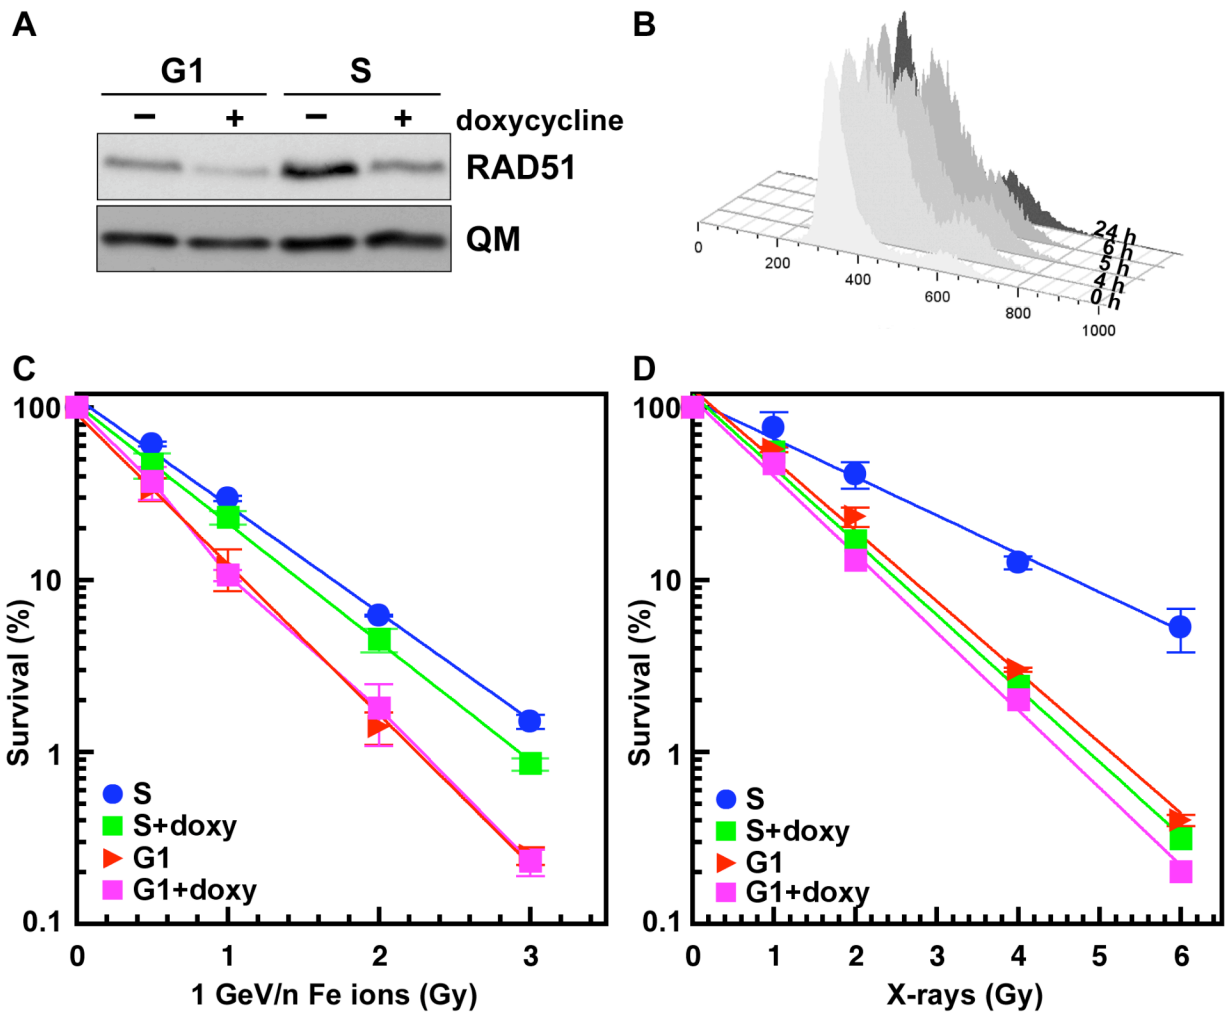 A
G1 S
− + − + doxycycline
RAD51
QM
B
0
200
400
600
800
1000
24 h
6 h
5 h
4 h
0 h
C
Survival (%)
100
10
1
0.1
S
S+doxy
G1
G1+doxy
0 1 2 3
1 GeV/n Fe ions (Gy)
D
Survival (%)
100
10
1
0.1
S
S+doxy
G1
G1+doxy
0 1 2 3 4 5 6
X-rays (Gy)